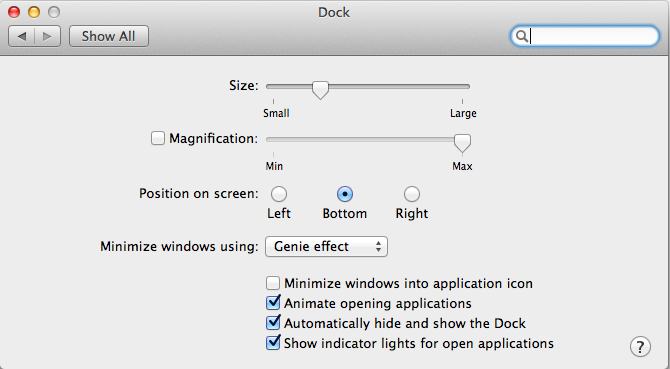 Dock
Show All
Size:
Small Large
Magnification:
Min Max
Position on screen:
Left Bottom Right
Minimize windows using: Genie effect
Minimize windows into application icon
Animate opening applications
Automatically hide and show the Dock
Show indicator lights for open applications
?